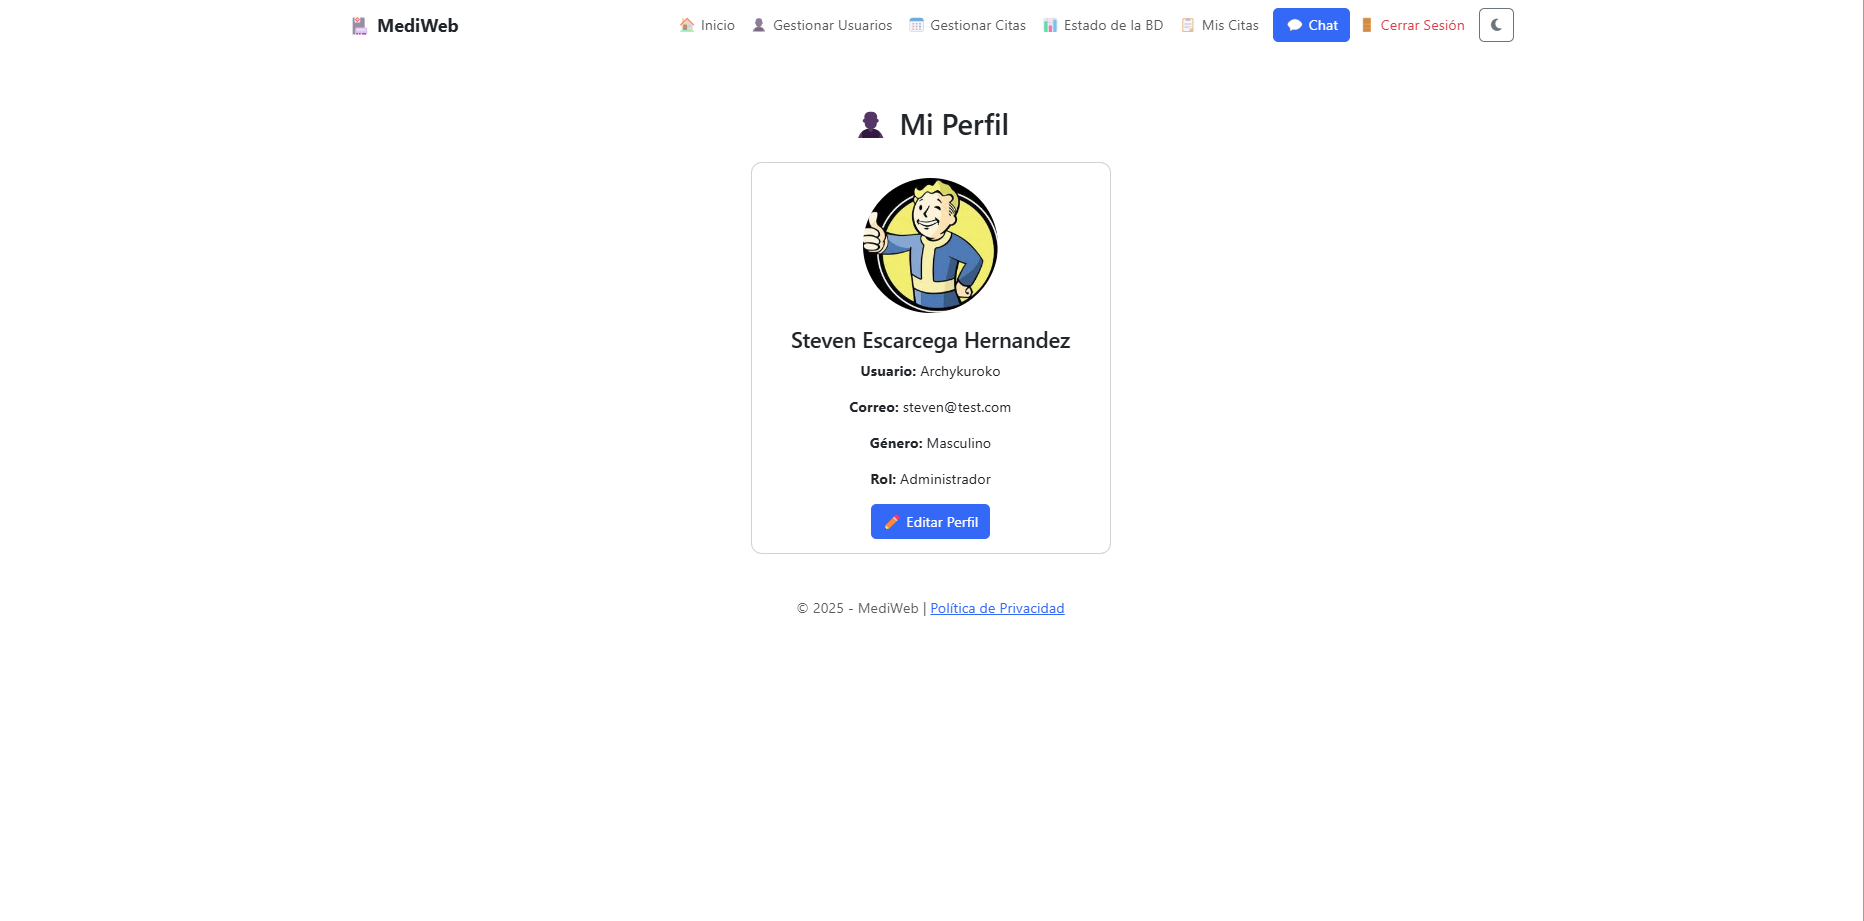 MediWeb
Inicio
Gestionar Usuarios
Gestionar Citas
Estado de la BD
Mis Citas
Chat
Cerrar Sesión
Mi Perfil
Steven Escarcega Hernandez
Usuario: Archykuroko
Correo: steven@test.com
Género: Masculino
Rol: Administrador
Editar Perfil
© 2025 - MediWeb | Política de Privacidad